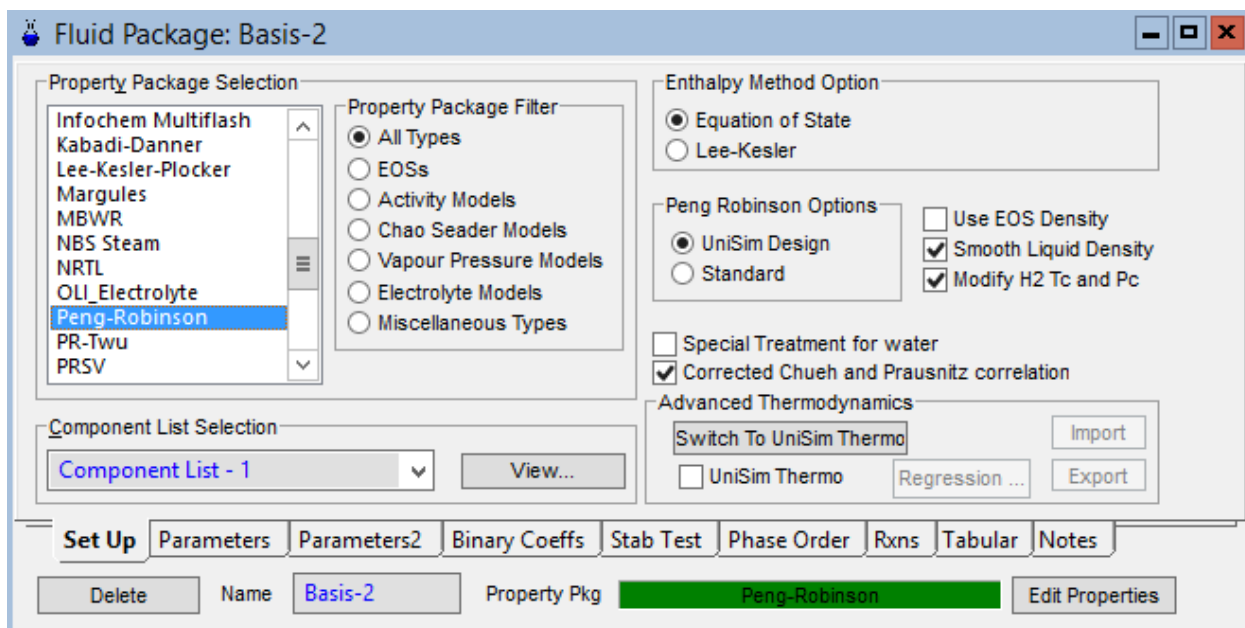 Fluid Package: Basis-2
Property Package Selection
Infochem Multiflash
Kabadi-Danner
Lee-Kesler-Plocker
Margules
MBWR
NBS Steam
NRTL
OLI_Electrolyte
Peng-Robinson
PR-Twu
PRSV
Property Package Filter
All Types
EOSs
Activity Models
Chao Seader Models
Vapour Pressure Models
Electrolyte Models
Miscellaneous Types
Component List Selection
Component List - 1
View...
Enthalpy Method Option
Equation of State
Lee-Kesler
Peng Robinson Options
UniSim Design
Standard
Use EOS Density
Smooth Liquid Density
Modify H2 Tc and Pc
Special Treatment for water
Corrected Chueh and Prausnitz correlation
Advanced Thermodynamics
Switch To UniSim Thermo
Import
UniSim Thermo
Regression ...
Export
Set Up Parameters Parameters2 Binary Coeffs Stab Test Phase Order Rxns Tabular Notes
Delete Name Basis-2 Property Pkg Peng-Robinson Edit Properties